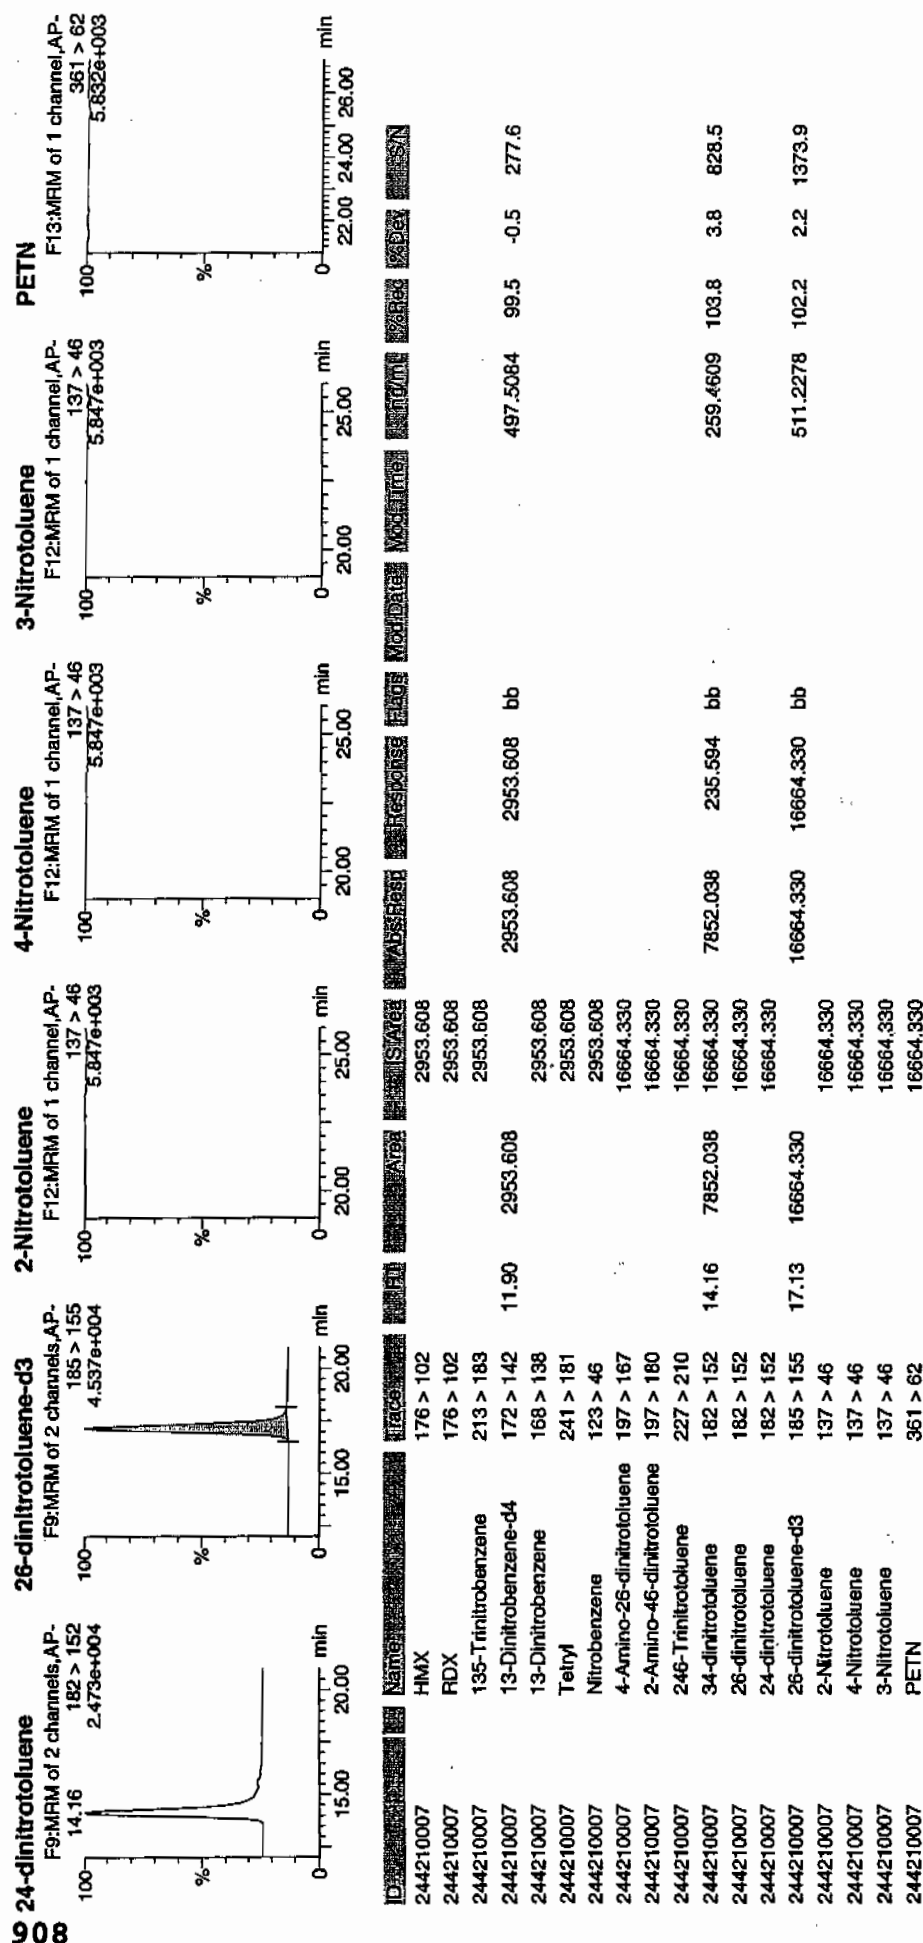 908
24-dinitrotoluene
F9:MRM of 2 channels,AP-
14.16 182 > 152
2.473e+004
100
%
0
15.00 20.00 min
26-dinitrotoluene-d3
F9:MRM of 2 channels,AP-
185 > 155
4.537e+004
100
%
0
15.00 20.00 min
2-Nitrotoluene
F12:MRM of 1 channel,AP-
137 > 46
5.847e+003
100
%
0
20.00 25.00 min
4-Nitrotoluene
F12:MRM of 1 channel,AP-
137 > 46
5.847e+003
100
%
0
20.00 25.00 min
3-Nitrotoluene
F12:MRM of 1 channel,AP-
137 > 46
5.847e+003
100
%
0
20.00 25.00 min
PETN
F13:MRM of 1 channel,AP-
361 > 62
5.832e+003
100
%
0
22.00 24.00 26.00 min
ID Name Trace RT Area IS Area Abs Resp Response Flags Mod Date Mod Time ng/mL %Rec %Dev S/N
244210007 HMX 176 > 102 2953.608
244210007 RDX 176 > 102 2953.608
244210007 135-Trinitrobenzene 213 > 183 2953.608
244210007 13-Dinitrobenzene-d4 172 > 142 11.90 2953.608 2953.608 2953.608 bb 497.5084 99.5 -0.5 277.6
244210007 13-Dinitrobenzene 168 > 138 2953.608
244210007 Tetryl 241 > 181 2953.608
244210007 Nitrobenzene 123 > 46 2953.608
244210007 4-Amino-26-dinitrotoluene 197 > 167 16664.330
244210007 2-Amino-46-dinitrotoluene 197 > 180 16664.330
244210007 246-Trinitrotoluene 227 > 210 16664.330
244210007 34-dinitrotoluene 182 > 152 14.16 7852.038 16664.330 7852.038 235.594 bb 259.4609 103.8 3.8 828.5
244210007 26-dinitrotoluene 182 > 152 16664.330
244210007 24-dinitrotoluene 182 > 152 16664.330
244210007 26-dinitrotoluene-d3 185 > 155 17.13 16664.330 16664.330 16664.330 bb 511.2278 102.2 2.2 1373.9
244210007 2-Nitrotoluene 137 > 46 16664.330
244210007 4-Nitrotoluene 137 > 46 16664.330
244210007 3-Nitrotoluene 137 > 46 16664.330
244210007 PETN 361 > 62 16664.330